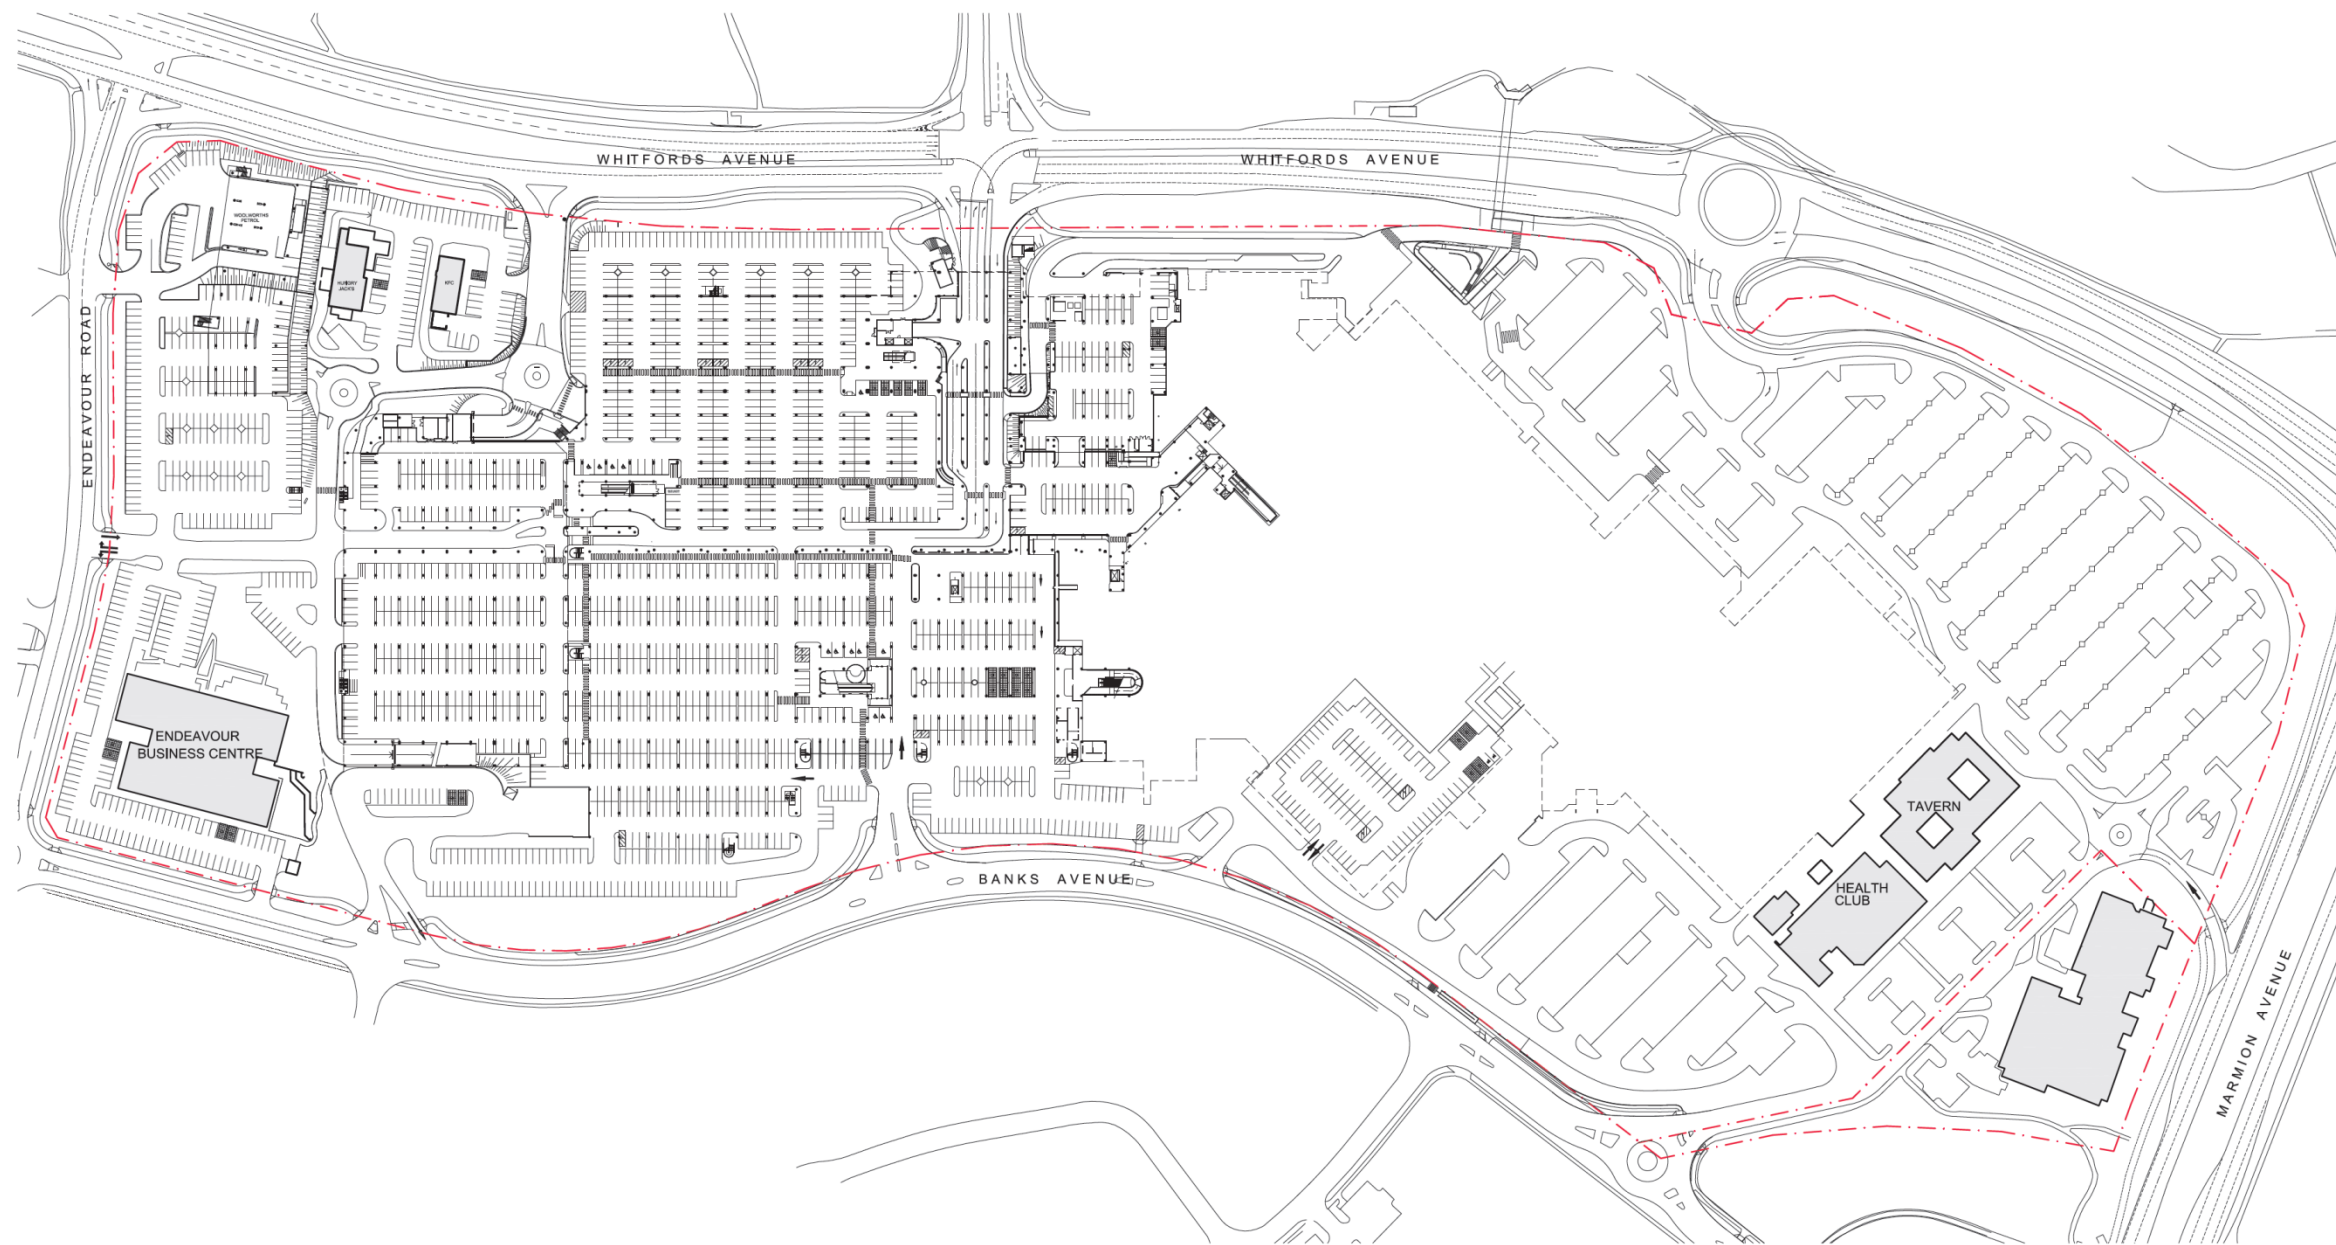 WHITFORDS AVENUE
WHITFORDS AVENUE
WOOLWORTHS
PETROL
HUNGRY
JACKS
KFC
ENDEAVOUR ROAD
ENDEAVOUR
BUSINESS CENTRE
TAVERN
HEALTH
CLUB
BANKS AVENUE
MARMION AVENUE